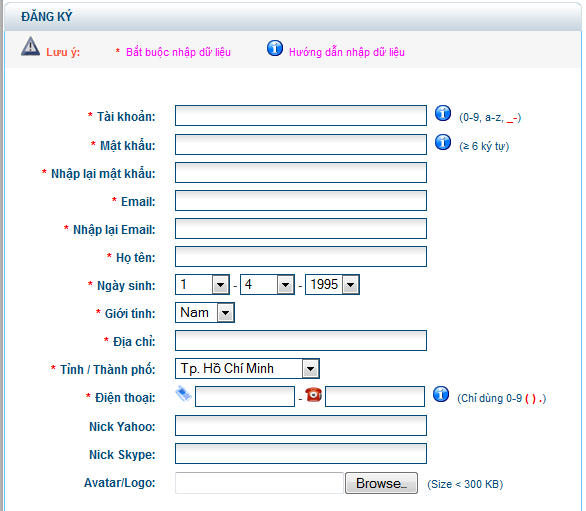 ĐĂNG KÝ
Lưu ý: * Bắt buộc nhập dữ liệu Hướng dẫn nhập dữ liệu
* Tài khoản: (0-9, a-z, _-)
* Mật khẩu: (≥ 6 ký tự)
* Nhập lại mật khẩu:
* Email:
* Nhập lại Email:
* Họ tên:
* Ngày sinh: 1 - 4 - 1995
* Giới tính: Nam
* Địa chỉ:
* Tỉnh / Thành phố: Tp. Hồ Chí Minh
* Điện thoại: - (Chỉ dùng 0-9 ( ) .)
Nick Yahoo:
Nick Skype:
Avatar/Logo: Browse.. (Size < 300 KB)